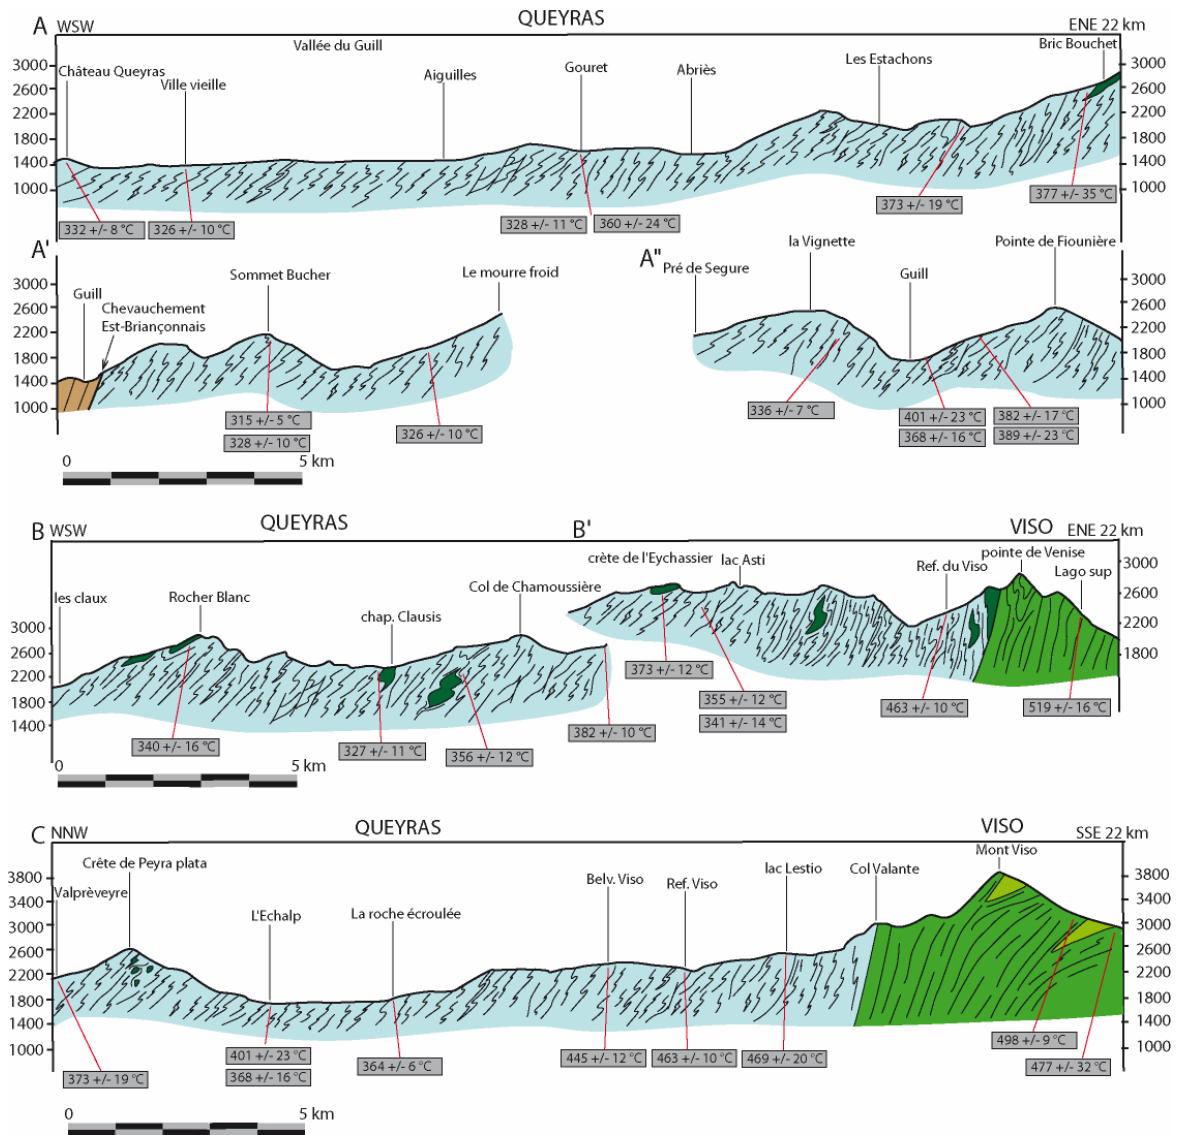 A WSW QUEYRAS ENE 22 km
Vallée du Guill
Bric Bouchet
Château Queyras
Ville vieille
Aiguilles
Gouret
Abriès
Les Estachons
3000 3000
2600 2600
2200 2200
1800 1800
1400 1400
1000 1000
332 +/- 8 °C
326 +/- 10 °C
328 +/- 11 °C
360 +/- 24 °C
373 +/- 19 °C
377 +/- 35 °C
A'
Guill
Chevauchement
Est-Briançonnais
Sommet Bucher
Le mourre froid
3000
2600
2200
1800
1400
1000
315 +/- 5 °C
328 +/- 10 °C
326 +/- 10 °C
A"
Pré de Segure
la Vignette
Guill
Pointe de Fiounière
3000
2600
2200
1800
1400
1000
336 +/- 7 °C
401 +/- 23 °C
368 +/- 16 °C
382 +/- 17 °C
389 +/- 23 °C
0 5 km
B WSW QUEYRAS
les claux
Rocher Blanc
chap. Clausis
Col de Chamoussière
3000
2600
2200
1800
1400
340 +/- 16 °C
327 +/- 11 °C
356 +/- 12 °C
382 +/- 10 °C
B' VISO ENE 22 km
crète de l'Eychassier
lac Asti
Ref. du Viso
pointe de Venise
Lago sup
3000
2600
2200
1800
373 +/- 12 °C
355 +/- 12 °C
341 +/- 14 °C
463 +/- 10 °C
519 +/- 16 °C
0 5 km
C NNW QUEYRAS VISO SSE 22 km
Valprèveyre
Crête de Peyra plata
L'Echalp
La roche écroulée
Belv. Viso
Ref. Viso
lac Lestio
Col Valante
Mont Viso
3800 3800
3400 3400
3000 3000
2600 2600
2200 2200
1800 1800
1400 1400
1000 1000
373 +/- 19 °C
401 +/- 23 °C
368 +/- 16 °C
364 +/- 6 °C
445 +/- 12 °C
463 +/- 10 °C
469 +/- 20 °C
498 +/- 9 °C
477 +/- 32 °C
0 5 km